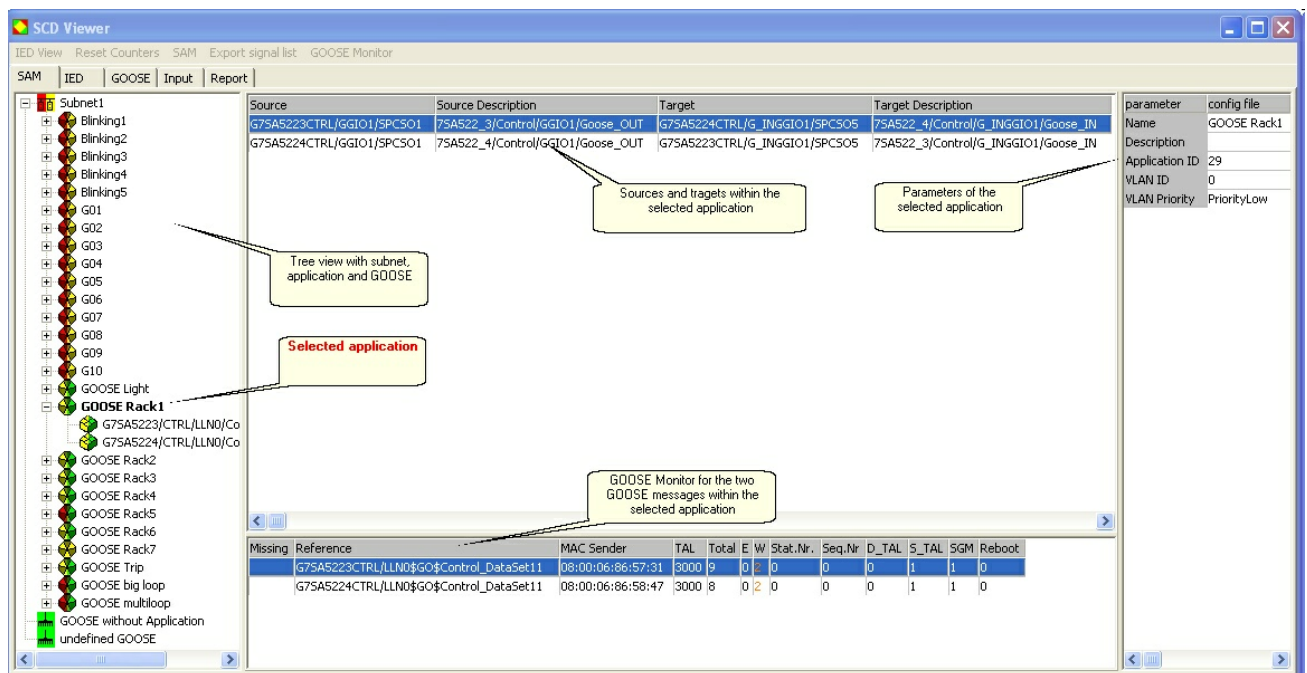 SCD Viewer
IED View Reset Counters SAM Export signal list GOOSE Monitor
SAM IED GOOSE Input Report
Subnet1
Blinking1
Blinking2
Blinking3
Blinking4
Blinking5
G01
G02
G03
G04
G05
G06
G07
G08
G09
G10
GOOSE Light
GOOSE Rack1
G7SA5223/CTRL/LLN0/Co
G7SA5224/CTRL/LLN0/Co
GOOSE Rack2
GOOSE Rack3
GOOSE Rack4
GOOSE Rack5
GOOSE Rack6
GOOSE Rack7
GOOSE Trip
GOOSE big loop
GOOSE multiloop
GOOSE without Application
undefined GOOSE
Tree view with subnet,
application and GOOSE
Selected application
Source Source Description Target Target Description
G7SA5223CTRL/GGIO1/SPCSO1 7SA522_3/Control/GGIO1/Goose_OUT G7SA5224CTRL/G_INGGIO1/SPCSO5 7SA522_4/Control/G_INGGIO1/Goose_IN
G7SA5224CTRL/GGIO1/SPCSO1 7SA522_4/Control/GGIO1/Goose_OUT G7SA5223CTRL/G_INGGIO1/SPCSO5 7SA522_3/Control/G_INGGIO1/Goose_IN
Sources and tragets within the
selected application
Parameters of the
selected application
GOOSE Monitor for the two
GOOSE messages within the
selected application
Missing Reference MAC Sender TAL Total E W Stat.Nr. Seq.Nr D_TAL S_TAL SGM Reboot
G7SA5223CTRL/LLN0$GO$Control_DataSet11 08:00:06:86:57:31 3000 9 0 2 0 0 0 1 1 0
G7SA5224CTRL/LLN0$GO$Control_DataSet11 08:00:06:86:58:47 3000 8 0 2 0 0 0 1 1 0
parameter config file
Name GOOSE Rack1
Description
Application ID 29
VLAN ID 0
VLAN Priority PriorityLow